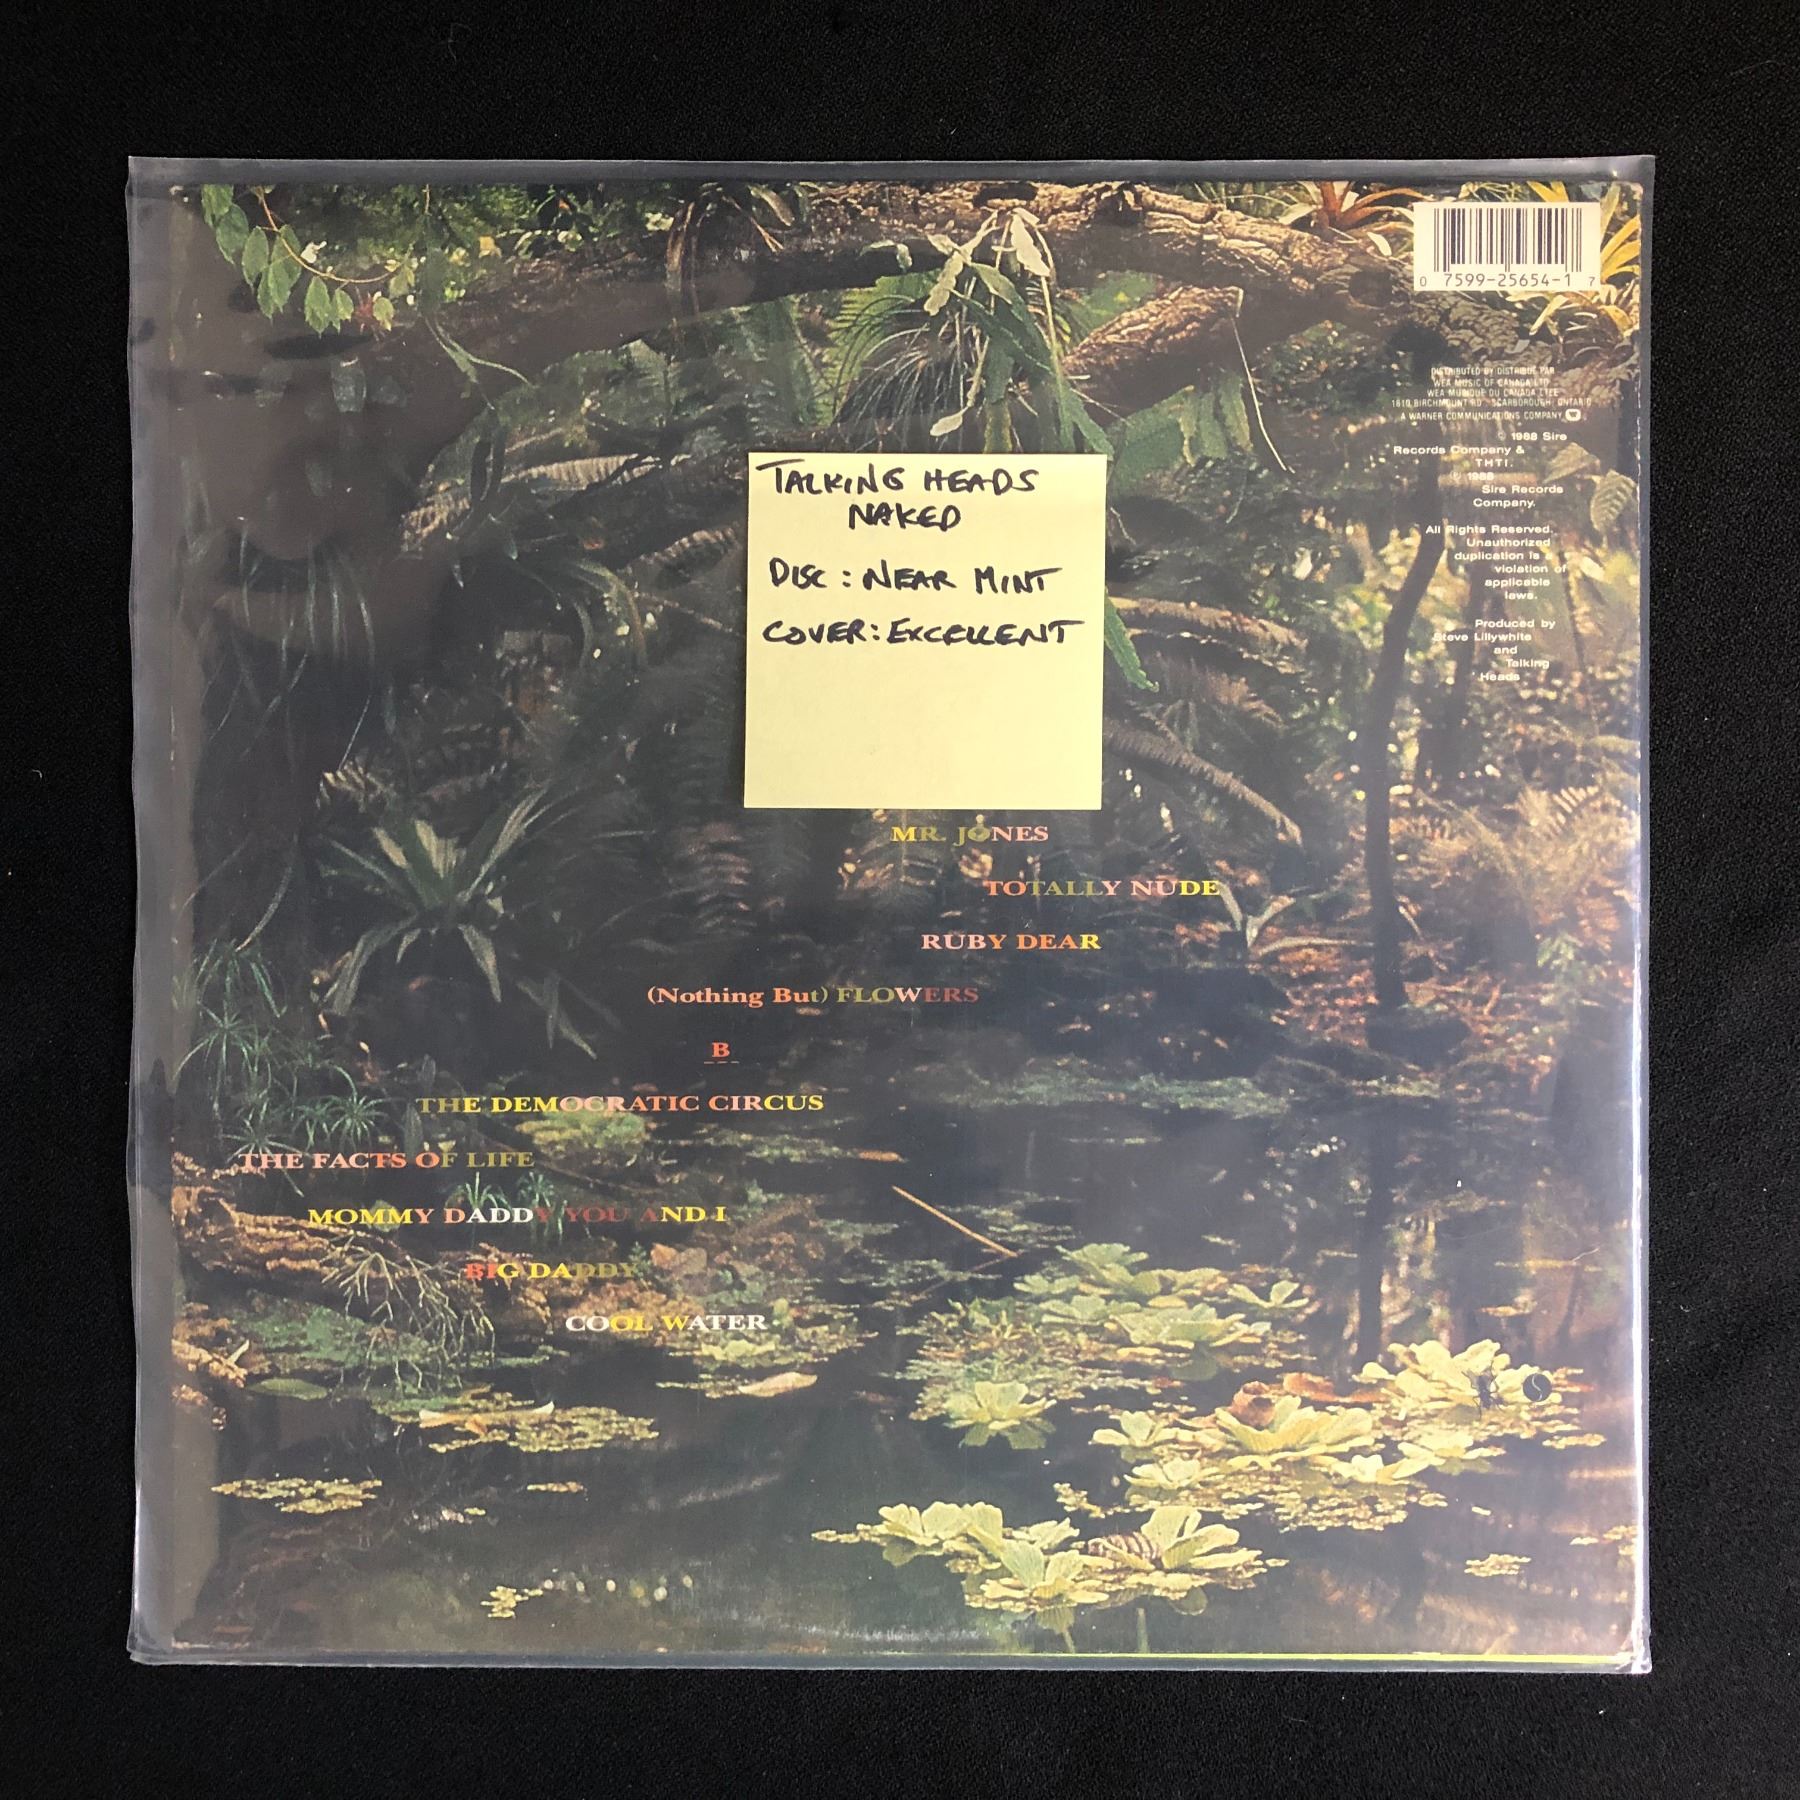 0 7599-25654-1 7
DISTRIBUTED BY DISTRIBUÉ PAR
WEA MUSIC OF CANADA LTD
WEA MUSIQUE DU CANADA LTEE
1810 BIRCHMOUNT RD., SCARBOROUGH, ONTARIO
A WARNER COMMUNICATIONS COMPANY
© 1988 Sire
Records Company &
THTI.
℗ 1988
Sire Records
Company.
All Rights Reserved.
Unauthorized
duplication is a
violation of
applicable
laws.
Produced by
Steve Lillywhite
and
Talking
Heads
TALKING HEADS
NAKED
DISC: NEAR MINT
COVER: EXCELLENT
MR. JONES
TOTALLY NUDE
RUBY DEAR
(Nothing But) FLOWERS
B
THE DEMOCRATIC CIRCUS
THE FACTS OF LIFE
MOMMY DADDY YOU AND I
BIG DADDY
COOL WATER